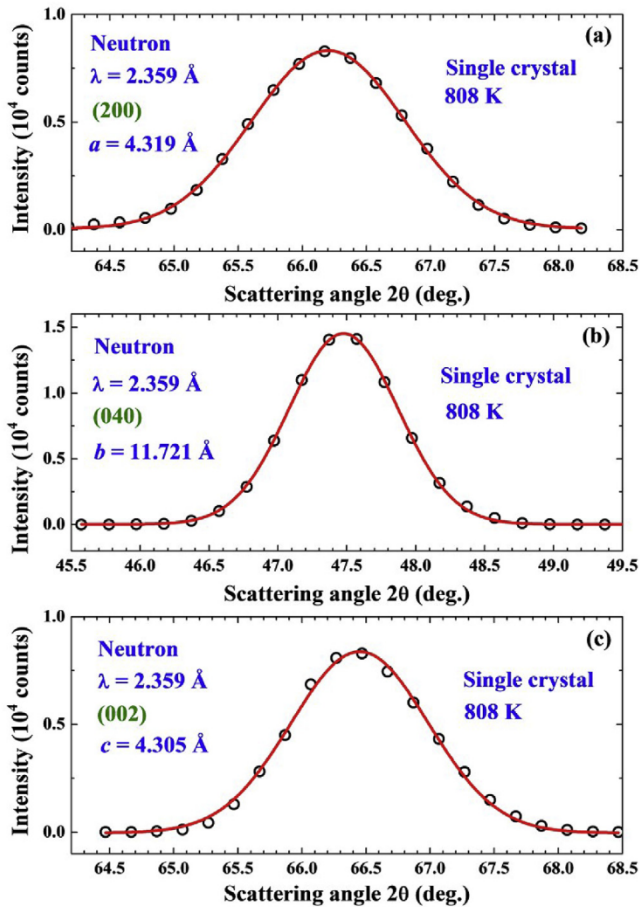 (a)
Neutron
λ = 2.359 Å
(200)
a = 4.319 Å
Single crystal
808 K
Intensity (10⁴ counts)
1.0
0.5
0.0
64.5 65.0 65.5 66.0 66.5 67.0 67.5 68.0 68.5
Scattering angle 2θ (deg.)
(b)
Neutron
λ = 2.359 Å
(040)
b = 11.721 Å
Single crystal
808 K
Intensity (10⁴ counts)
1.5
1.0
0.5
0.0
45.5 46.0 46.5 47.0 47.5 48.0 48.5 49.0 49.5
Scattering angle 2θ (deg.)
(c)
Neutron
λ = 2.359 Å
(002)
c = 4.305 Å
Single crystal
808 K
Intensity (10⁴ counts)
1.0
0.5
0.0
64.5 65.0 65.5 66.0 66.5 67.0 67.5 68.0 68.5
Scattering angle 2θ (deg.)